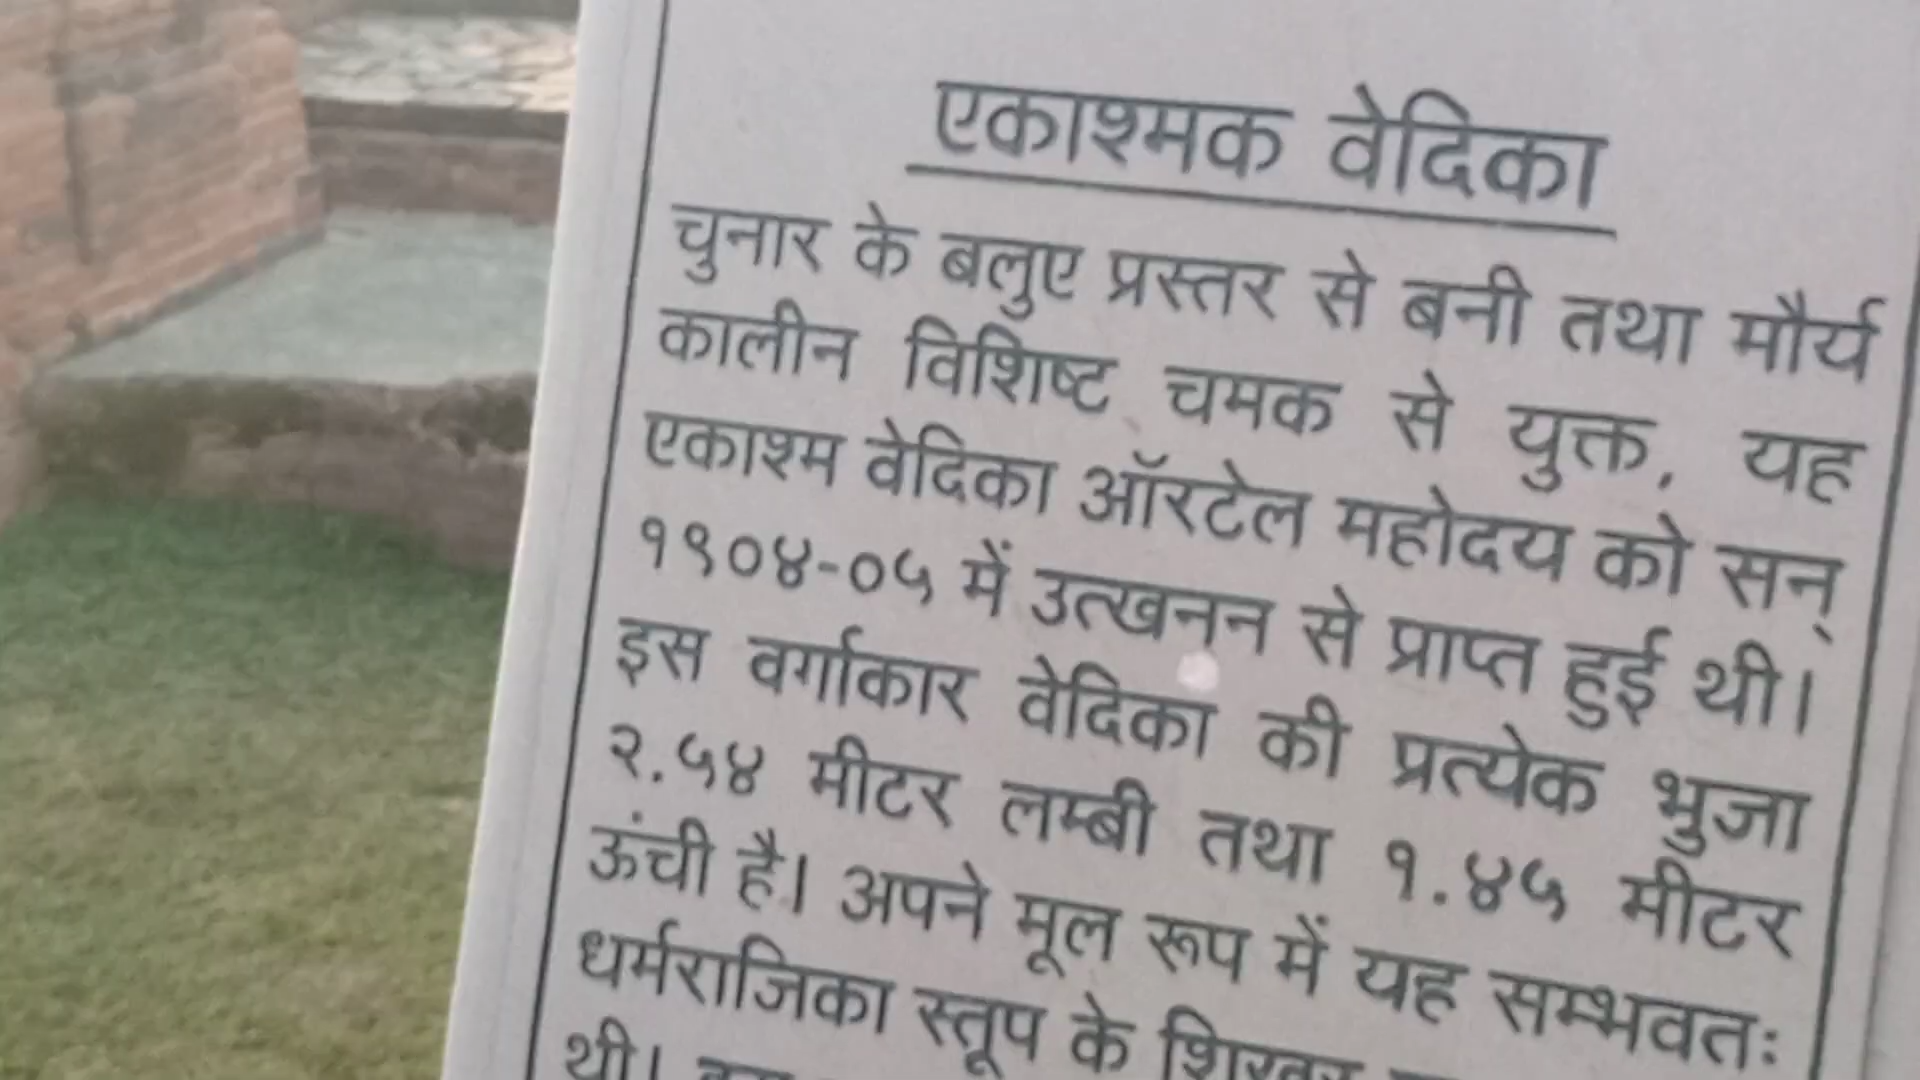 एकाश्मक वेदिका
चुनार के बलुए प्रस्तर से बनी तथा मौर्य
कालीन विशिष्ट चमक से युक्त, यह
एकाश्म वेदिका ऑरटेल महोदय को सन्
१९०४-०५ में उत्खनन से प्राप्त हुई थी।
इस वर्गाकार वेदिका की प्रत्येक भुजा
२.५४ मीटर लम्बी तथा १.४५ मीटर
ऊंची है। अपने मूल रूप में यह सम्भवतः
धर्मराजिका स्तूप के शिखर
थी।